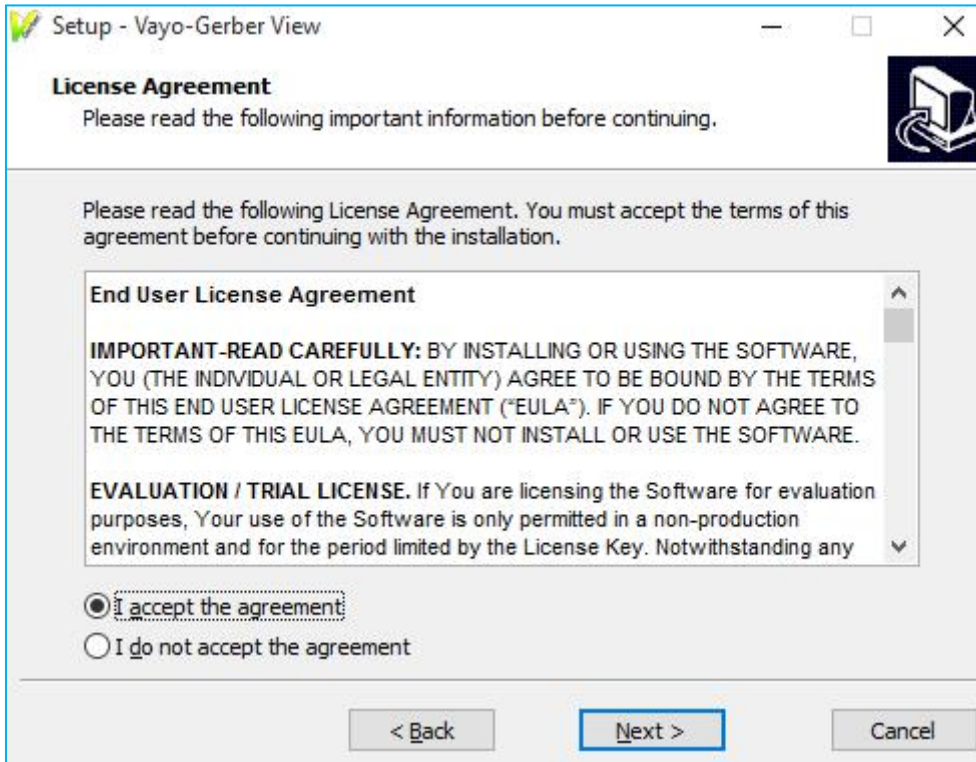 Setup - Vayo-Gerber View
License Agreement
Please read the following important information before continuing.
Please read the following License Agreement. You must accept the terms of this
agreement before continuing with the installation.
End User License Agreement
IMPORTANT-READ CAREFULLY: BY INSTALLING OR USING THE SOFTWARE,
YOU (THE INDIVIDUAL OR LEGAL ENTITY) AGREE TO BE BOUND BY THE TERMS
OF THIS END USER LICENSE AGREEMENT (“EULA”). IF YOU DO NOT AGREE TO
THE TERMS OF THIS EULA, YOU MUST NOT INSTALL OR USE THE SOFTWARE.
EVALUATION / TRIAL LICENSE. If You are licensing the Software for evaluation
purposes, Your use of the Software is only permitted in a non-production
environment and for the period limited by the License Key. Notwithstanding any
I accept the agreement
I do not accept the agreement
< Back Next > Cancel